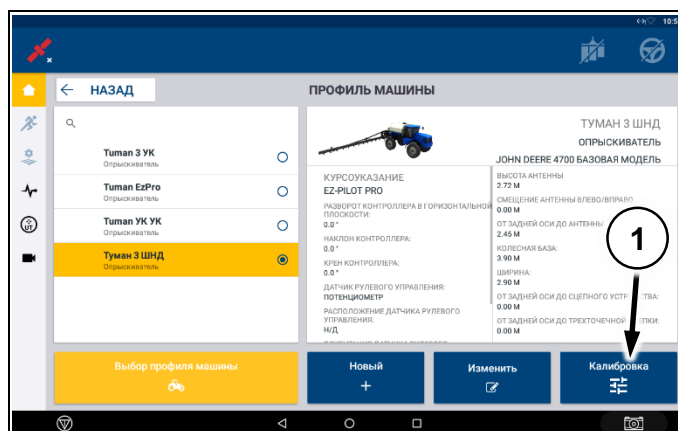 10:5
НАЗАД
ПРОФИЛЬ МАШИНЫ
Tuman 3 УК
Опрыскиватель
Tuman EzPro
Опрыскиватель
Tuman УК УК
Опрыскиватель
Туман 3 ШНД
Опрыскиватель
ТУМАН 3 ШНД
ОПРЫСКИВАТЕЛЬ
JOHN DEERE 4700 БАЗОВАЯ МОДЕЛЬ
КУРСОУКАЗАНИЕ
EZ-PILOT PRO
РАЗВОРОТ КОНТРОЛЛЕРА В ГОРИЗОНТАЛЬНОЙ
ПЛОСКОСТИ:
0.0 °
НАКЛОН КОНТРОЛЛЕРА:
0.0 °
КРЕН КОНТРОЛЛЕРА:
0.0 °
ДАТЧИК РУЛЕВОГО УПРАВЛЕНИЯ:
ПОТЕНЦИОМЕТР
РАСПОЛОЖЕНИЕ ДАТЧИКА РУЛЕВОГО
УПРАВЛЕНИЯ:
Н/Д
ВЫСОТА АНТЕННЫ
2.72 М
СМЕЩЕНИЕ АНТЕННЫ ВЛЕВО/ВПРАВО
0.00 М
ОТ ЗАДНЕЙ ОСИ ДО АНТЕННЫ
2.45 М
КОЛЕСНАЯ БАЗА:
3.90 М
ШИРИНА:
2.90 М
ОТ ЗАДНЕЙ ОСИ ДО СЦЕПНОГО
0.00 М
ОТ ЗАДНЕЙ ОСИ ДО ТРЕХТОЧЕЧНОЙ
0.00 М
1
Выбор профиля машины
Новый
Изменить
Калибровка